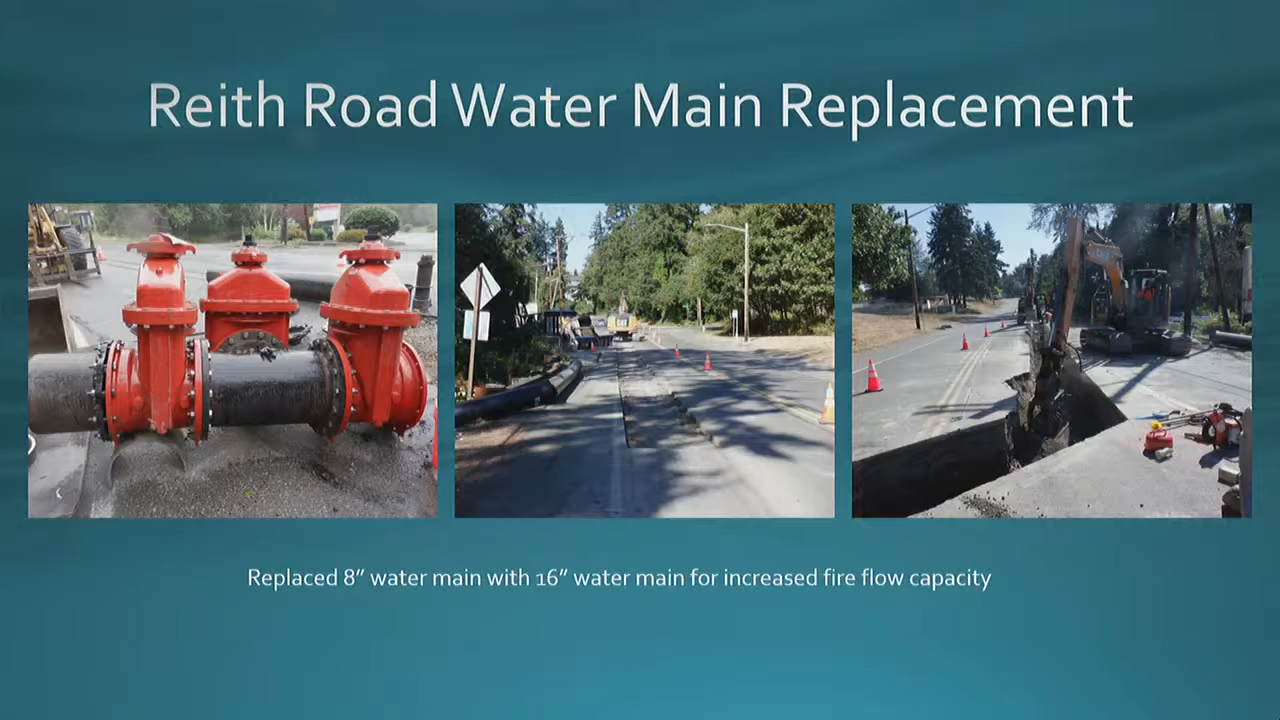 Reith Road Water Main Replacement
Replaced 8” water main with 16” water main for increased fire flow capacity